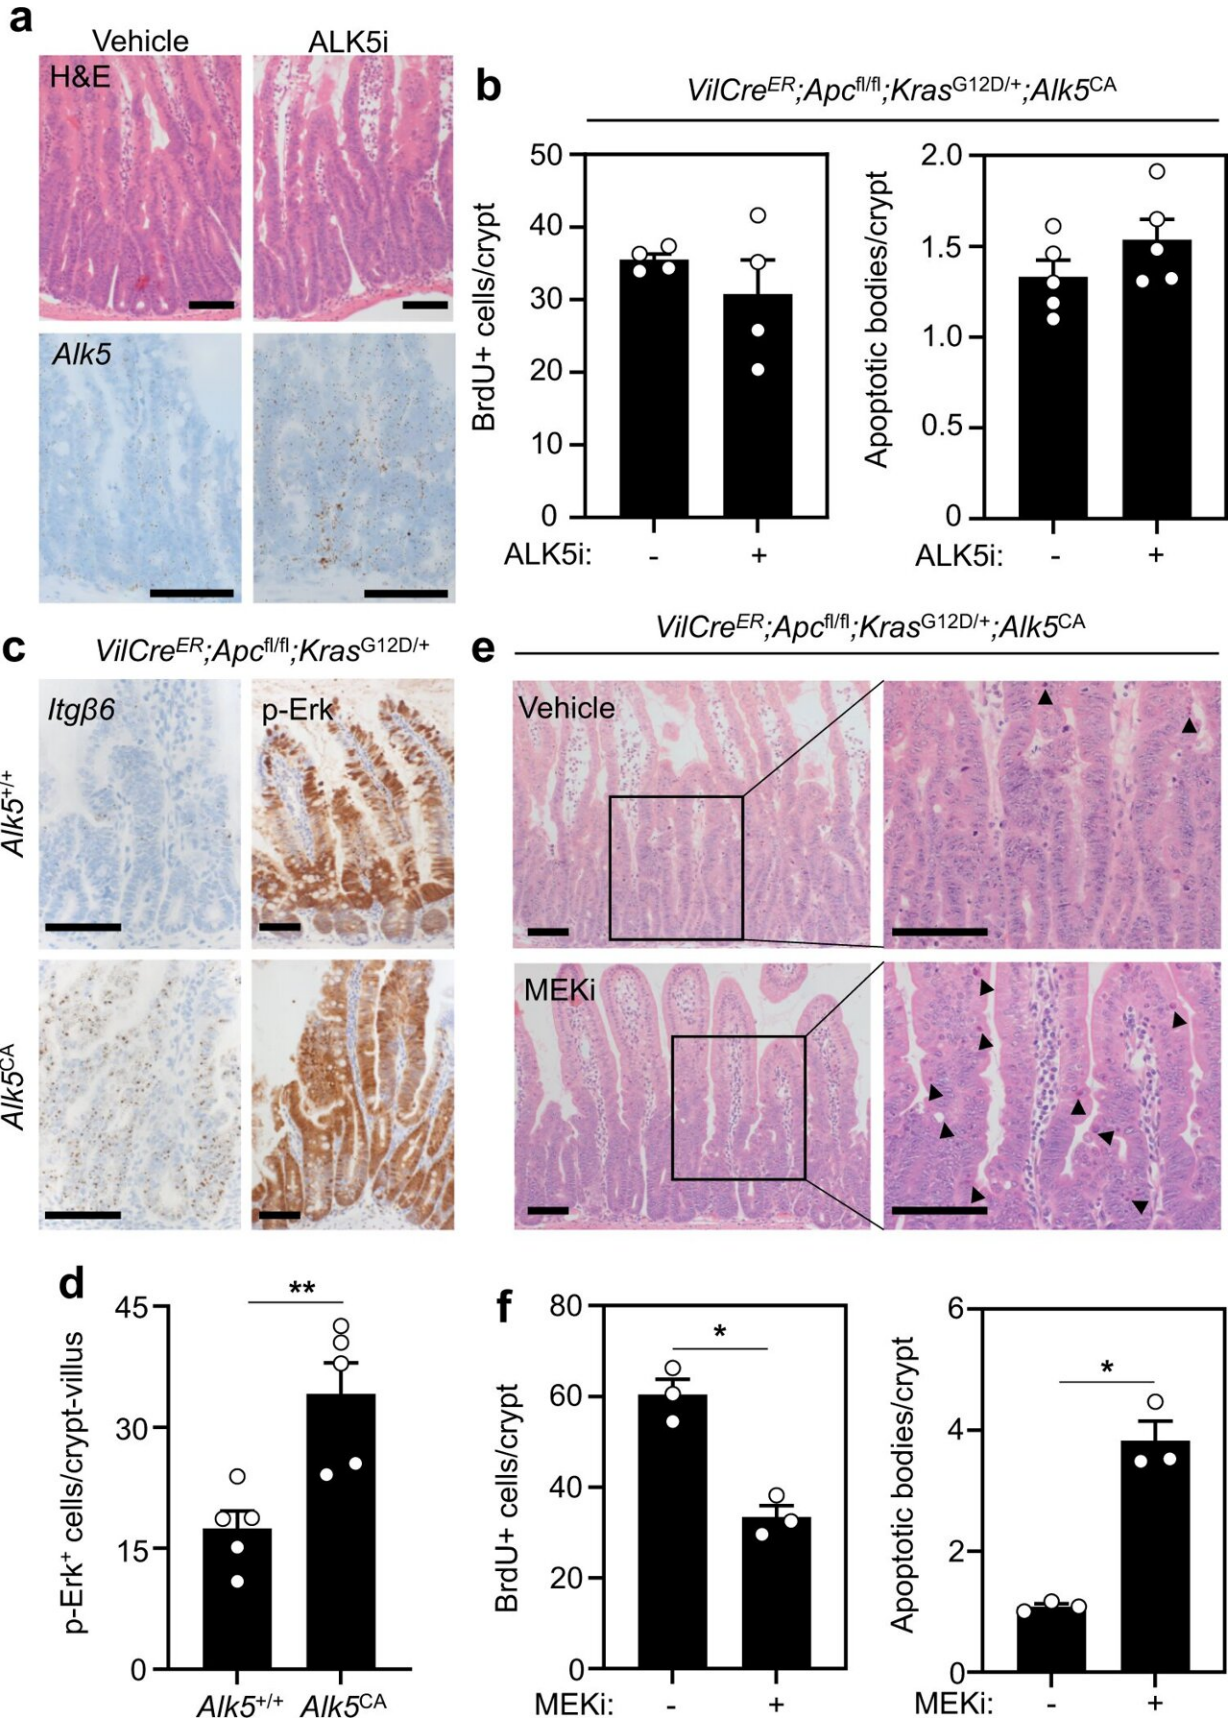 a
Vehicle ALK5i
H&E
Alk5
b
VilCreᴱᴿ;Apcfl/fl;KrasG12D/+;Alk5CA
50
40
30
20
10
0
BrdU+ cells/crypt
ALK5i: - +
2.0
1.5
1.0
0.5
0
Apoptotic bodies/crypt
ALK5i: - +
c
VilCreᴱᴿ;Apcfl/fl;KrasG12D/+
Itgβ6 p-Erk
Alk5+/+
Alk5CA
e
VilCreᴱᴿ;Apcfl/fl;KrasG12D/+;Alk5CA
Vehicle
MEKi
d
**
45
30
15
0
p-Erk+ cells/crypt-villus
Alk5+/+ Alk5CA
f
*
80
60
40
20
0
BrdU+ cells/crypt
MEKi: - +
*
6
4
2
0
Apoptotic bodies/crypt
MEKi: - +